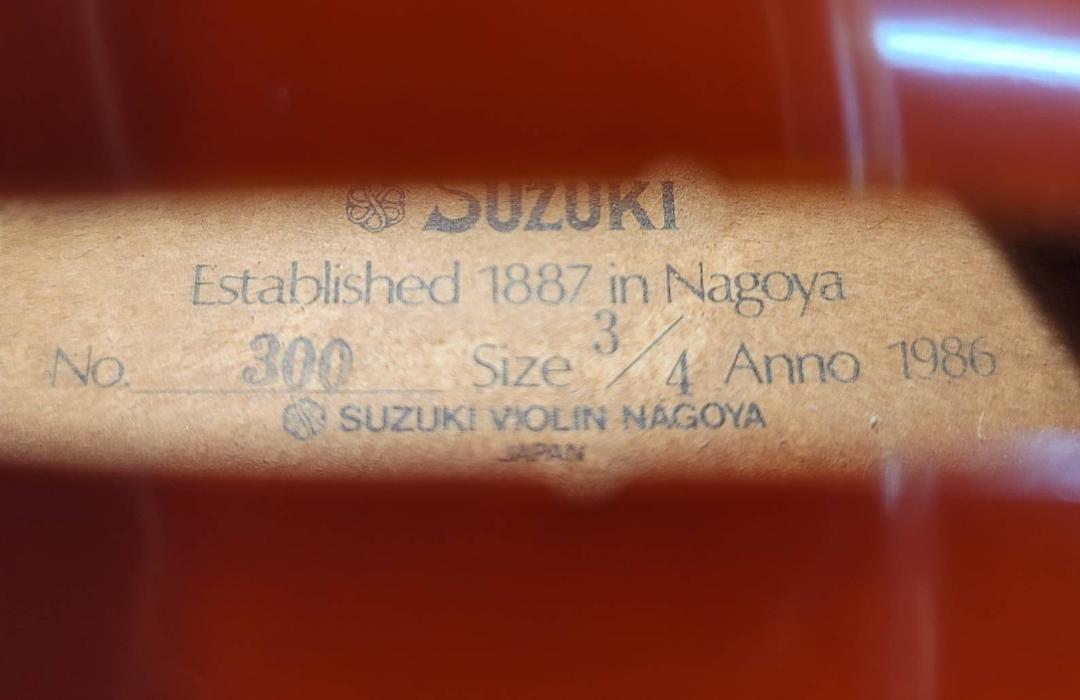 SUZUKI
Established 1887 in Nagoya
No. 300 Size 3/4 Anno 1986
SUZUKI VIOLIN NAGOYA
JAPAN